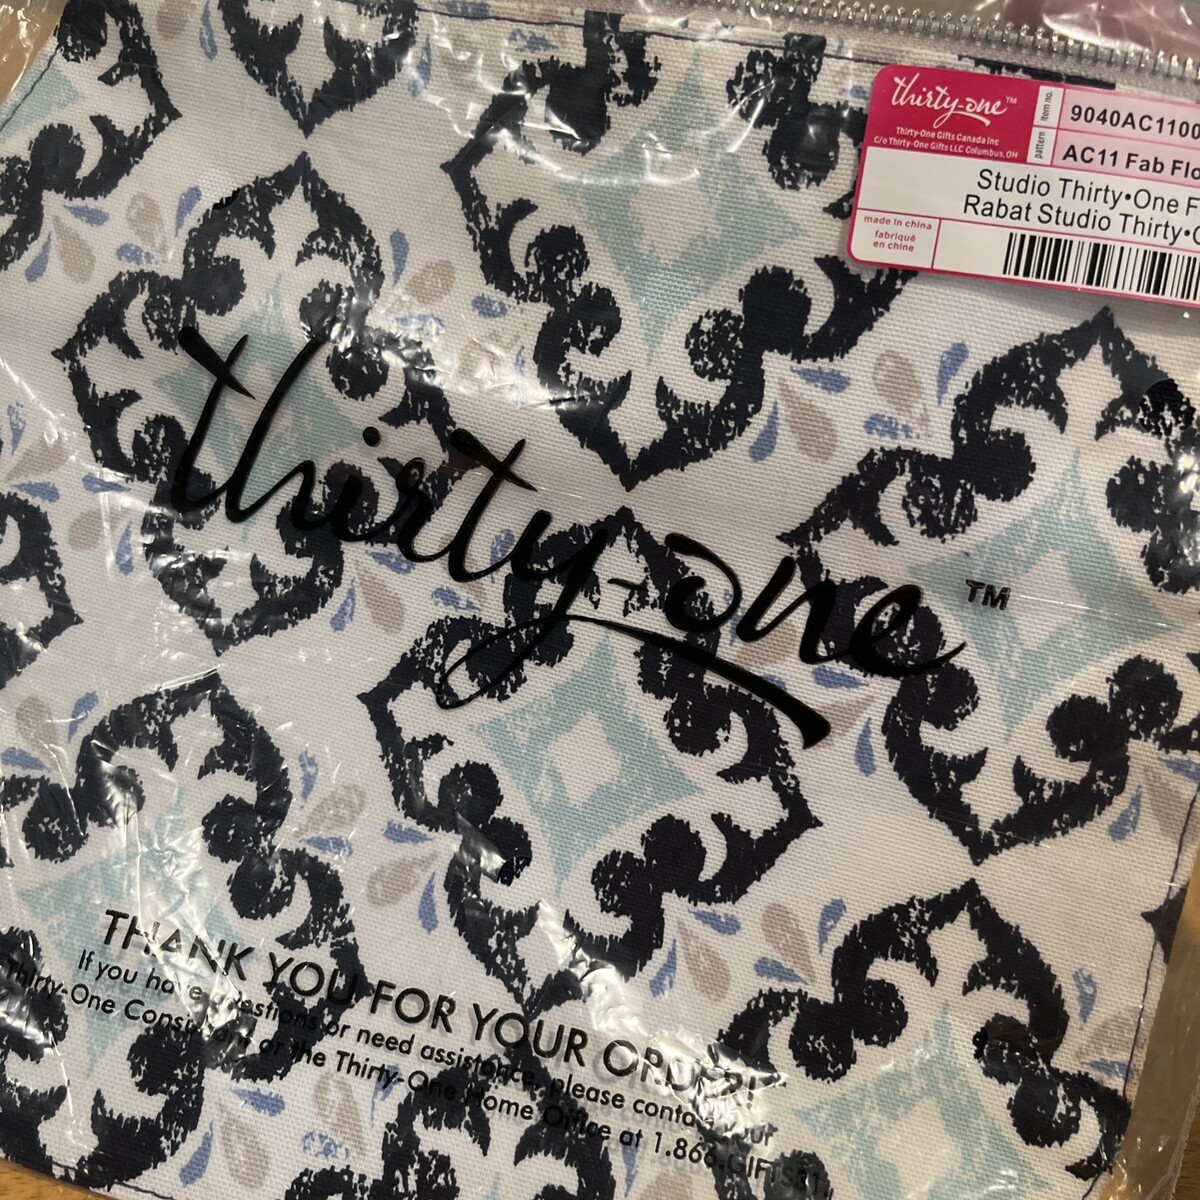 thirty-one™
Thirty-One Gifts Canada Inc
C/o Thirty-One Gifts LLC Columbus, OH
item no.
9040AC1100
pattern
AC11 Fab Flo
Studio Thirty•One F
Rabat Studio Thirty•O
made in china
fabriqué
en chine
thirty-one™
THANK YOU FOR YOUR ORDER!
If you have questions or need assistance, please contact your
Thirty-One Consultant or the Thirty-One Home Office at 1.866.GIFTS31.